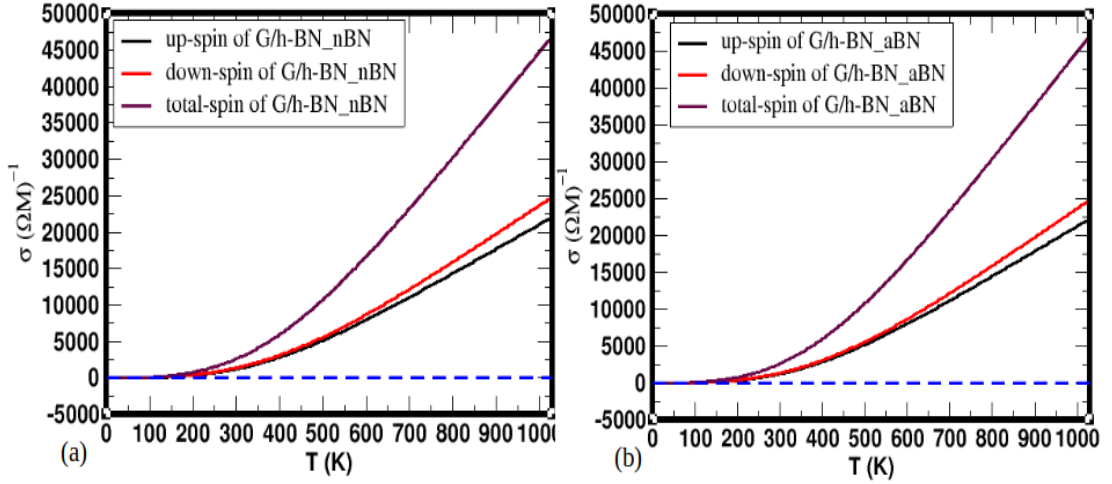 50000
45000
40000
35000
30000
25000
20000
15000
10000
5000
0
-5000
σ (ΩM)⁻¹
up-spin of G/h-BN_nBN
down-spin of G/h-BN_nBN
total-spin of G/h-BN_nBN
0 100 200 300 400 500 600 700 800 900 100
T (K)
(a)
50000
45000
40000
35000
30000
25000
20000
15000
10000
5000
0
-5000
σ (ΩM)⁻¹
up-spin of G/h-BN_aBN
down-spin of G/h-BN_aBN
total-spin of G/h-BN_aBN
0 100 200 300 400 500 600 700 800 900 1000
T (K)
(b)